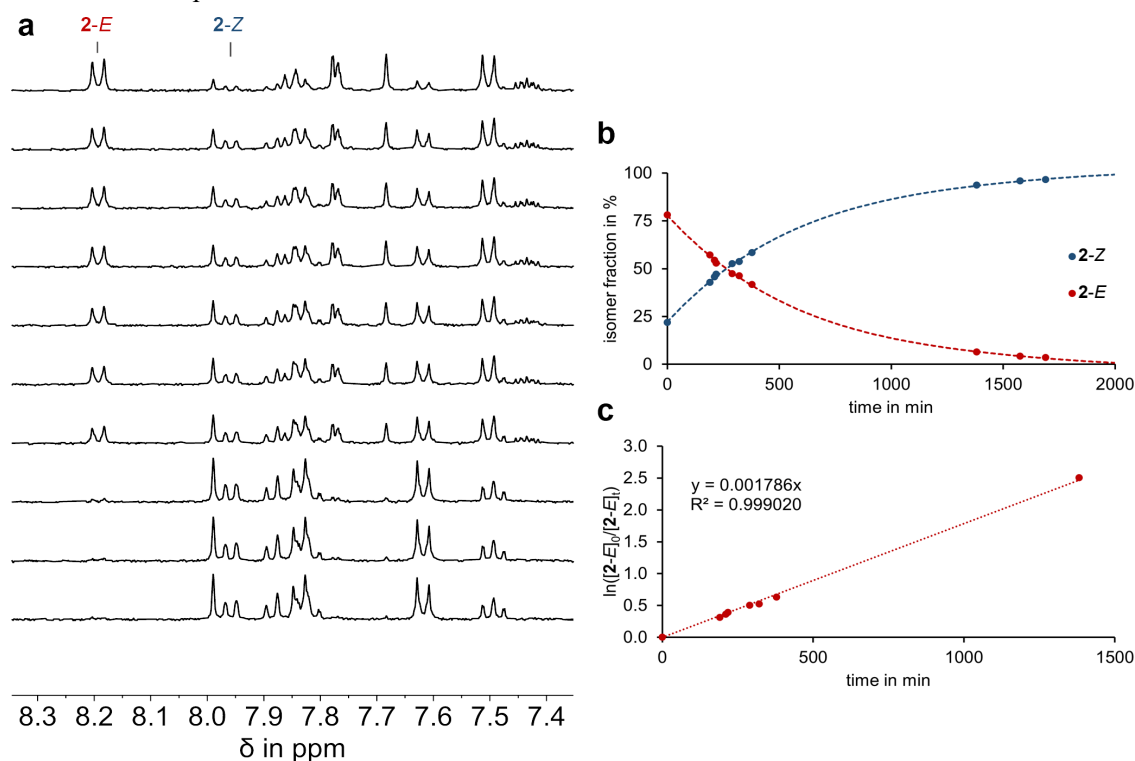 a
2-E 2-Z
8.3 8.2 8.1 8.0 7.9 7.8 7.7 7.6 7.5 7.4
δ in ppm
b
100
75
50
25
0
isomer fraction in %
0 500 1000 1500 2000
time in min
2-Z
2-E
c
3.0
2.5
2.0
1.5
1.0
0.5
0.0
ln([2-E]₀/[2-E]ₜ)
y = 0.001786x
R² = 0.999020
0 500 1000 1500
time in min